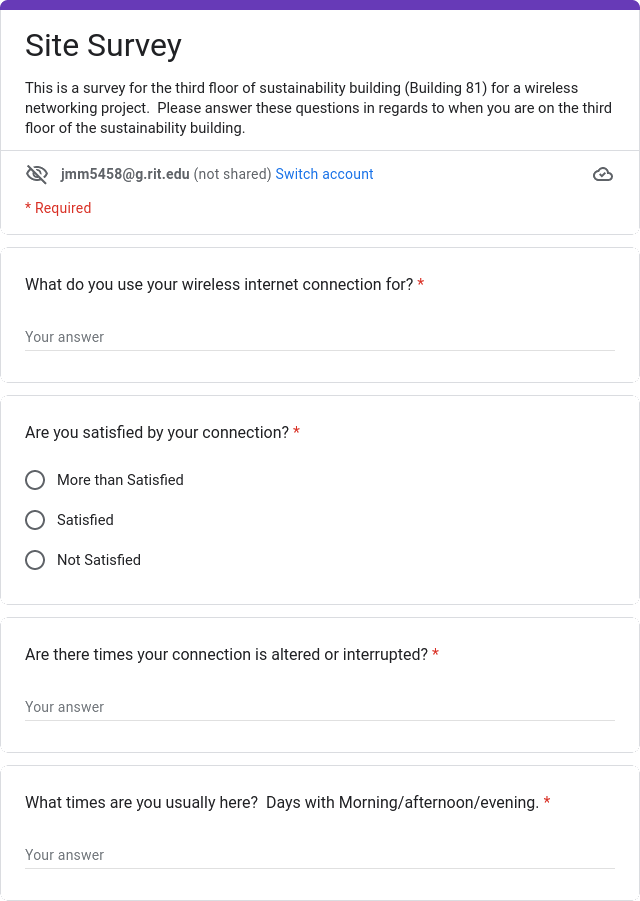 Site Survey
This is a survey for the third floor of sustainability building (Building 81) for a wireless
networking project.  Please answer these questions in regards to when you are on the third
floor of the sustainability building.
jmm5458@g.rit.edu (not shared) Switch account
* Required
What do you use your wireless internet connection for? *
Your answer
Are you satisfied by your connection? *
More than Satisfied
Satisfied
Not Satisfied
Are there times your connection is altered or interrupted? *
Your answer
What times are you usually here?  Days with Morning/afternoon/evening. *
Your answer